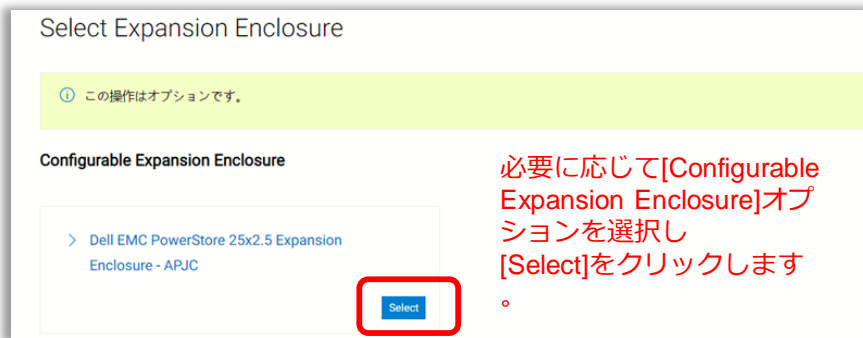 Select Expansion Enclosure
この操作はオプションです。
Configurable Expansion Enclosure
Dell EMC PowerStore 25x2.5 Expansion
Enclosure - APJC
Select
必要に応じて[Configurable
Expansion Enclosure]オプ
ションを選択し
[Select]をクリックします
。